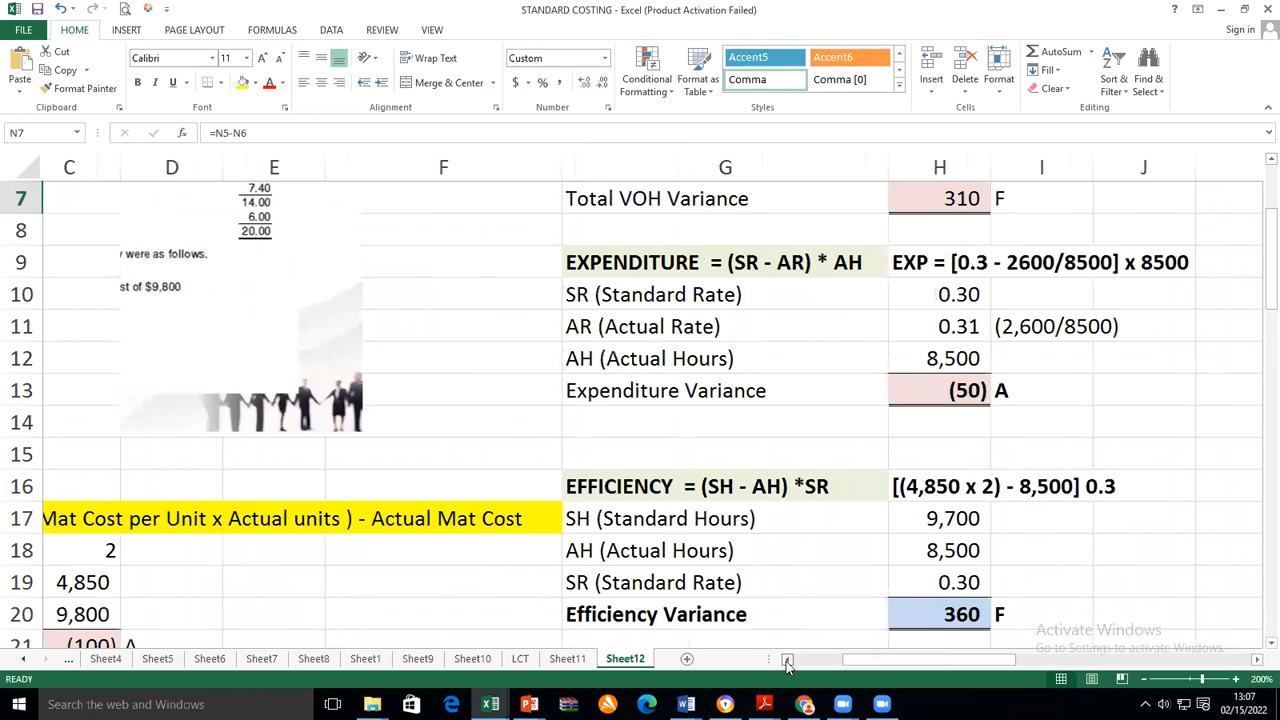 STANDARD COSTING - Excel (Product Activation Failed)
FILE HOME INSERT PAGE LAYOUT FORMULAS DATA REVIEW VIEW Sign in
Paste Cut Copy Format Painter Clipboard
Calibri 11 B I U Font
Wrap Text Merge & Center Alignment
Custom $ % , Number
Conditional Formatting Format as Table Accent5 Accent6 Comma Comma [0] Styles
Insert Delete Format Cells
AutoSum Fill Clear Sort & Filter Find & Select Editing
N7 fx =N5-N6
C D E F G H I J
7 7.40 Total VOH Variance 310 F
14.00
8 6.00
20.00
9 y were as follows. EXPENDITURE = (SR - AR) * AH EXP = [0.3 - 2600/8500] x 8500
10 st of $9,800 SR (Standard Rate) 0.30
11 AR (Actual Rate) 0.31 (2,600/8500)
12 AH (Actual Hours) 8,500
13 Expenditure Variance (50) A
14
15
16 EFFICIENCY = (SH - AH) *SR [(4,850 x 2) - 8,500] 0.3
17 Mat Cost per Unit x Actual units ) - Actual Mat Cost SH (Standard Hours) 9,700
18 2 AH (Actual Hours) 8,500
19 4,850 SR (Standard Rate) 0.30
20 9,800 Efficiency Variance 360 F
21 (100) A
Activate Windows
Go to Settings to activate Windows.
... Sheet4 Sheet5 Sheet6 Sheet7 Sheet8 Sheet1 Sheet9 Sheet10 LCT Sheet11 Sheet12
READY 200%
Search the web and Windows 13:07
02/15/2022